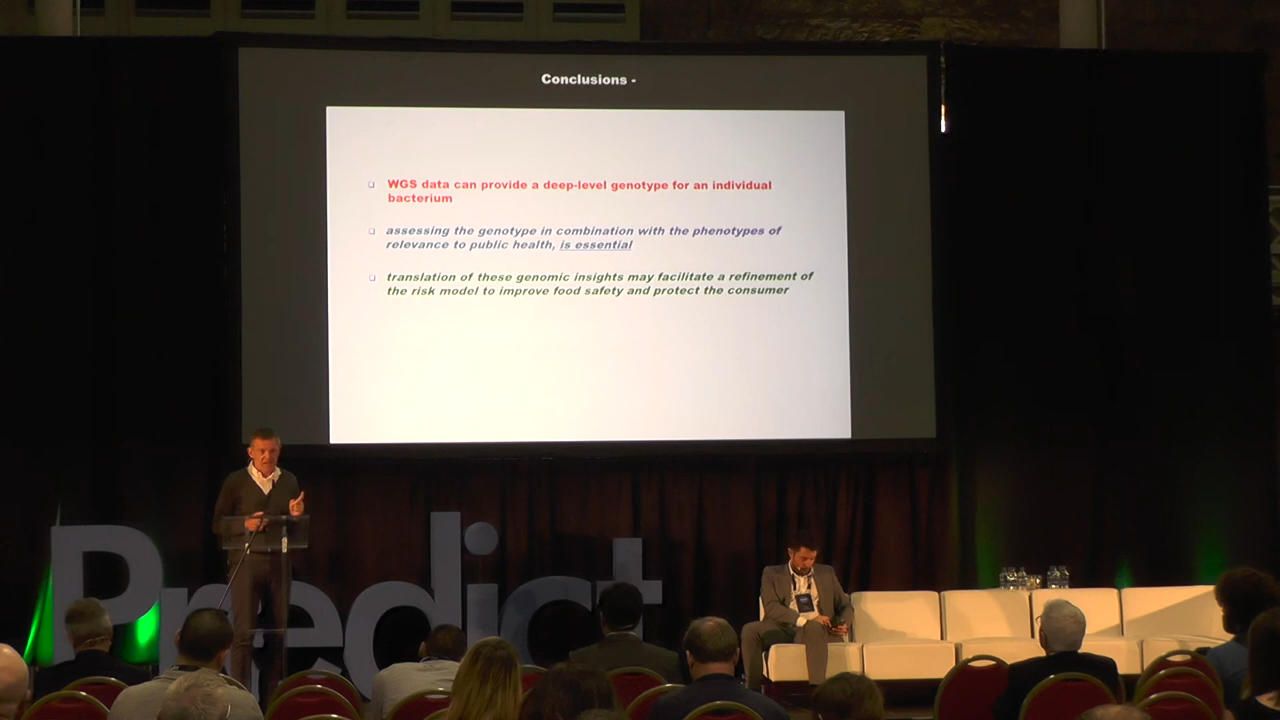 Conclusions -
WGS data can provide a deep-level genotype for an individual
bacterium
assessing the genotype in combination with the phenotypes of
relevance to public health, is essential
translation of these genomic insights may facilitate a refinement of
the risk model to improve food safety and protect the consumer
Predict